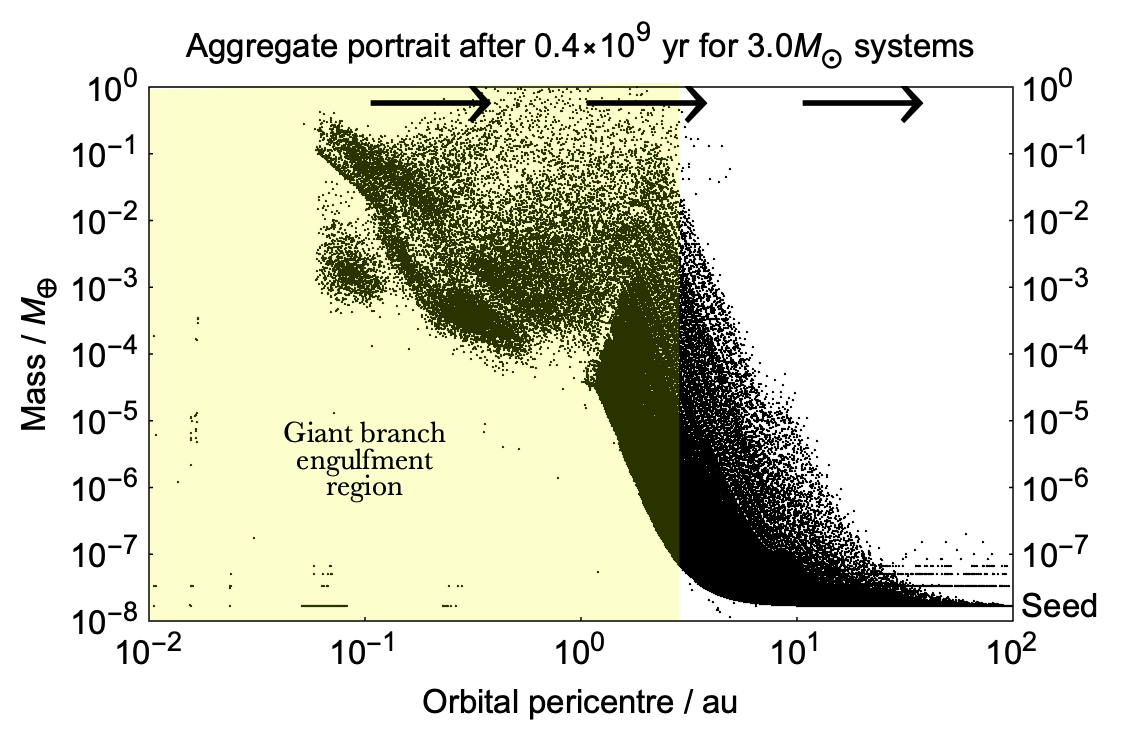 Aggregate portrait after 0.4×10⁹ yr for 3.0M☉ systems
10⁰ 10⁰
10⁻¹ 10⁻¹
10⁻² 10⁻²
10⁻³ 10⁻³
10⁻⁴ 10⁻⁴
10⁻⁵ 10⁻⁵
10⁻⁶ 10⁻⁶
10⁻⁷ 10⁻⁷
10⁻⁸ Seed
Mass / M⊕
Giant branch
engulfment
region
10⁻² 10⁻¹ 10⁰ 10¹ 10²
Orbital pericentre / au